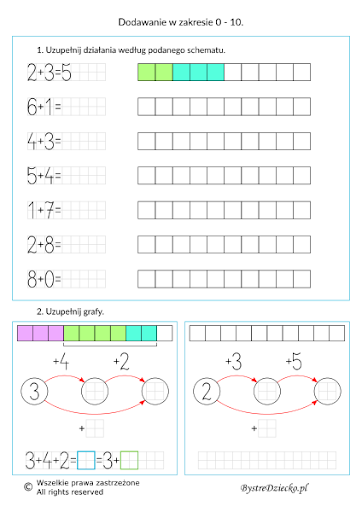 Dodawanie w zakresie 0 - 10.
1. Uzupełnij działania według podanego schematu.
2+3=5
6+1=
4+3=
5+4=
1+7=
2+8=
8+0=
2. Uzupełnij grafy.
+4 +2
3
+
3+4+2= =3+
+3 +5
2
+
© Wszelkie prawa zastrzeżone
All rights reserved
BystreDziecko.pl